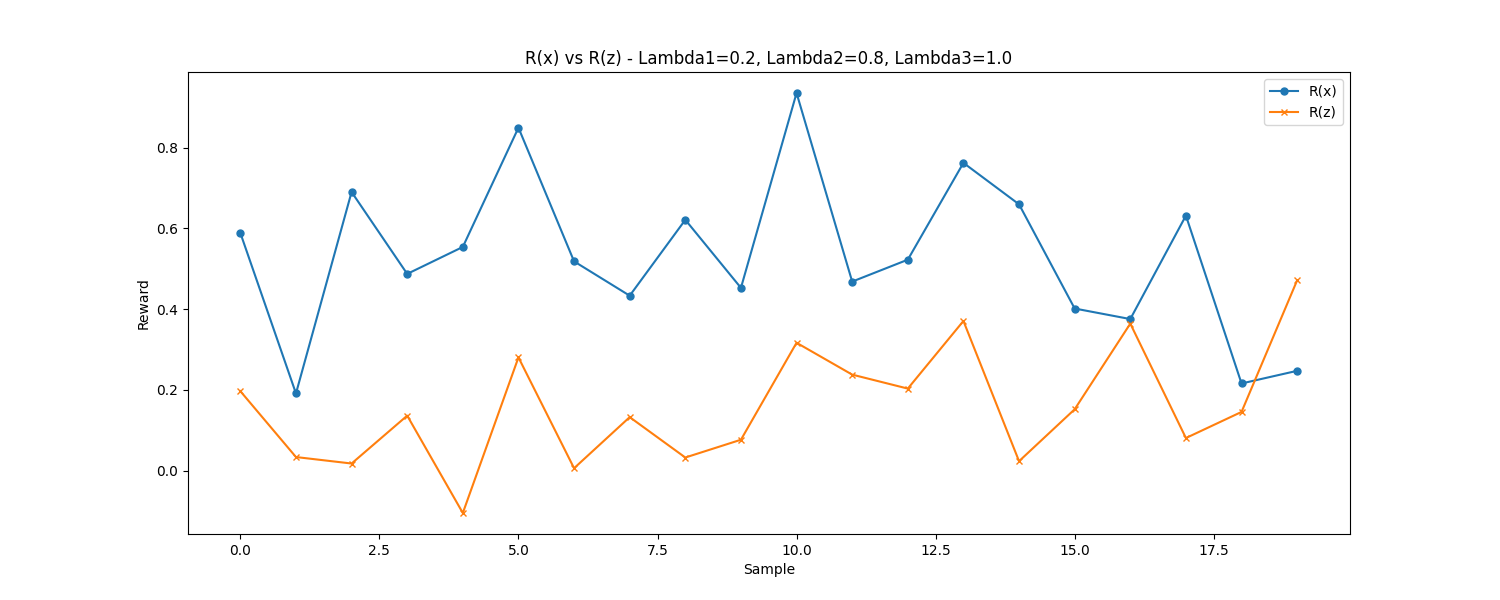 R(x) vs R(z) - Lambda1=0.2, Lambda2=0.8, Lambda3=1.0
R(x)
R(z)
0.8
0.6
0.4
0.2
0.0
Reward
0.0 2.5 5.0 7.5 10.0 12.5 15.0 17.5
Sample